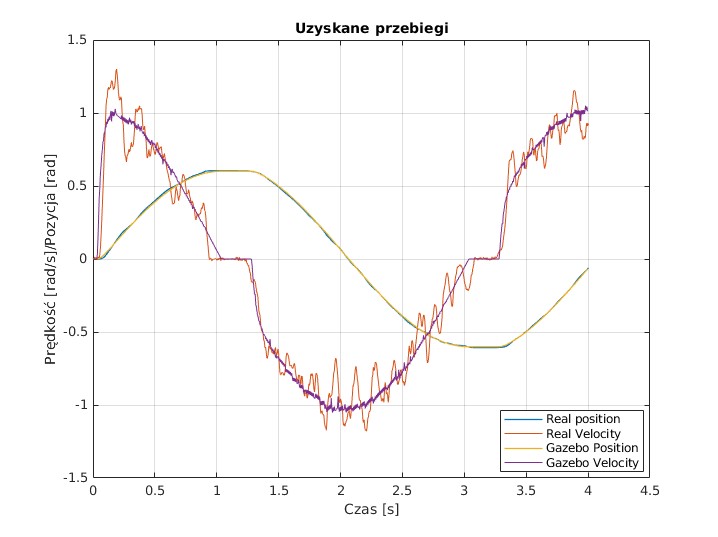 Uzyskane przebiegi
1.5
1
0.5
0
-0.5
-1
-1.5
Prędkość [rad/s]/Pozycja [rad]
0
0.5
1
1.5
2
2.5
3
3.5
4
4.5
Czas [s]
Real position
Real Velocity
Gazebo Position
Gazebo Velocity